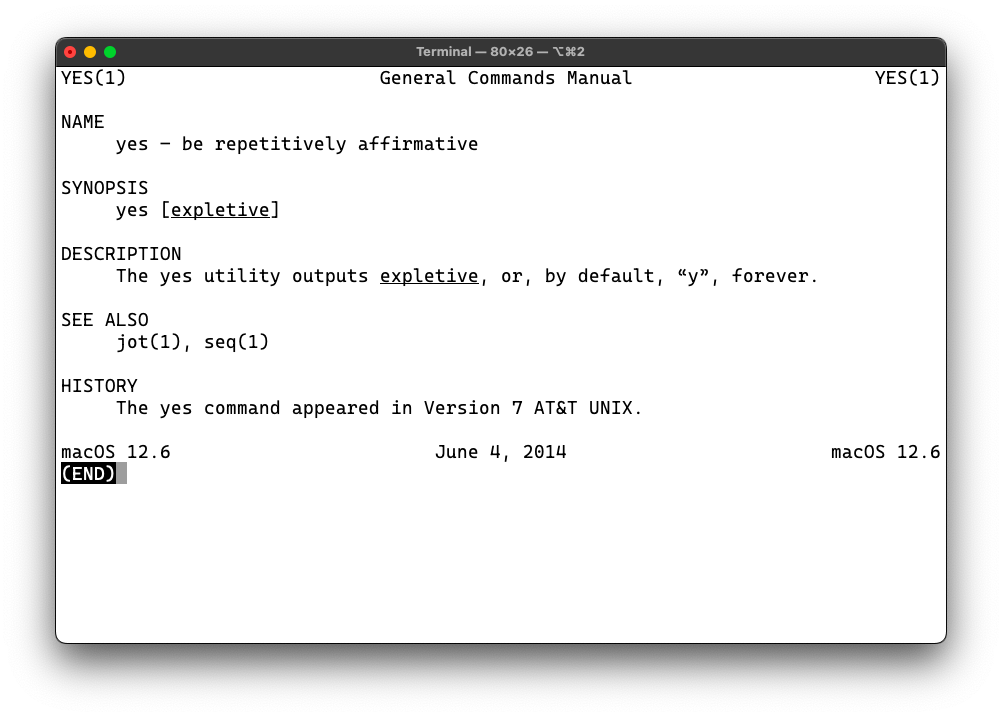 Terminal — 80×26 — ⌥⌘2
YES(1) General Commands Manual YES(1)
NAME
yes – be repetitively affirmative
SYNOPSIS
yes [expletive]
DESCRIPTION
The yes utility outputs expletive, or, by default, “y”, forever.
SEE ALSO
jot(1), seq(1)
HISTORY
The yes command appeared in Version 7 AT&T UNIX.
macOS 12.6 June 4, 2014 macOS 12.6
(END)